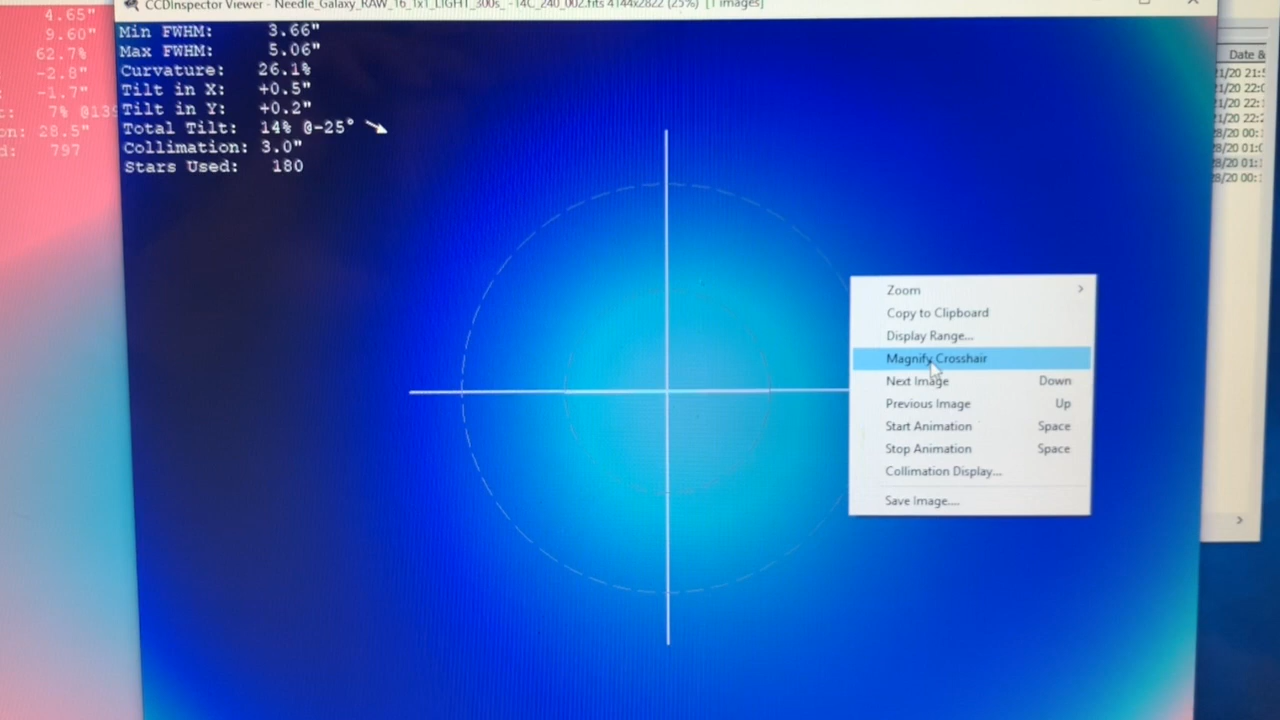 CCDInspector Viewer - Needle_Galaxy_RAW_16_1x1_LIGHT_300s_-14C_240_002.fits 4144x2822 (25%) [1 images]
4.65"
9.60"
62.7%
-2.8"
-1.7"
7% @139
28.5"
797
Min FWHM: 3.66"
Max FWHM: 5.06"
Curvature: 26.1%
Tilt in X: +0.5"
Tilt in Y: +0.2"
Total Tilt: 14% @-25°
Collimation: 3.0"
Stars Used: 180
Zoom >
Copy to Clipboard
Display Range...
Magnify Crosshair
Next Image Down
Previous Image Up
Start Animation Space
Stop Animation Space
Collimation Display...
Save Image....
Date &